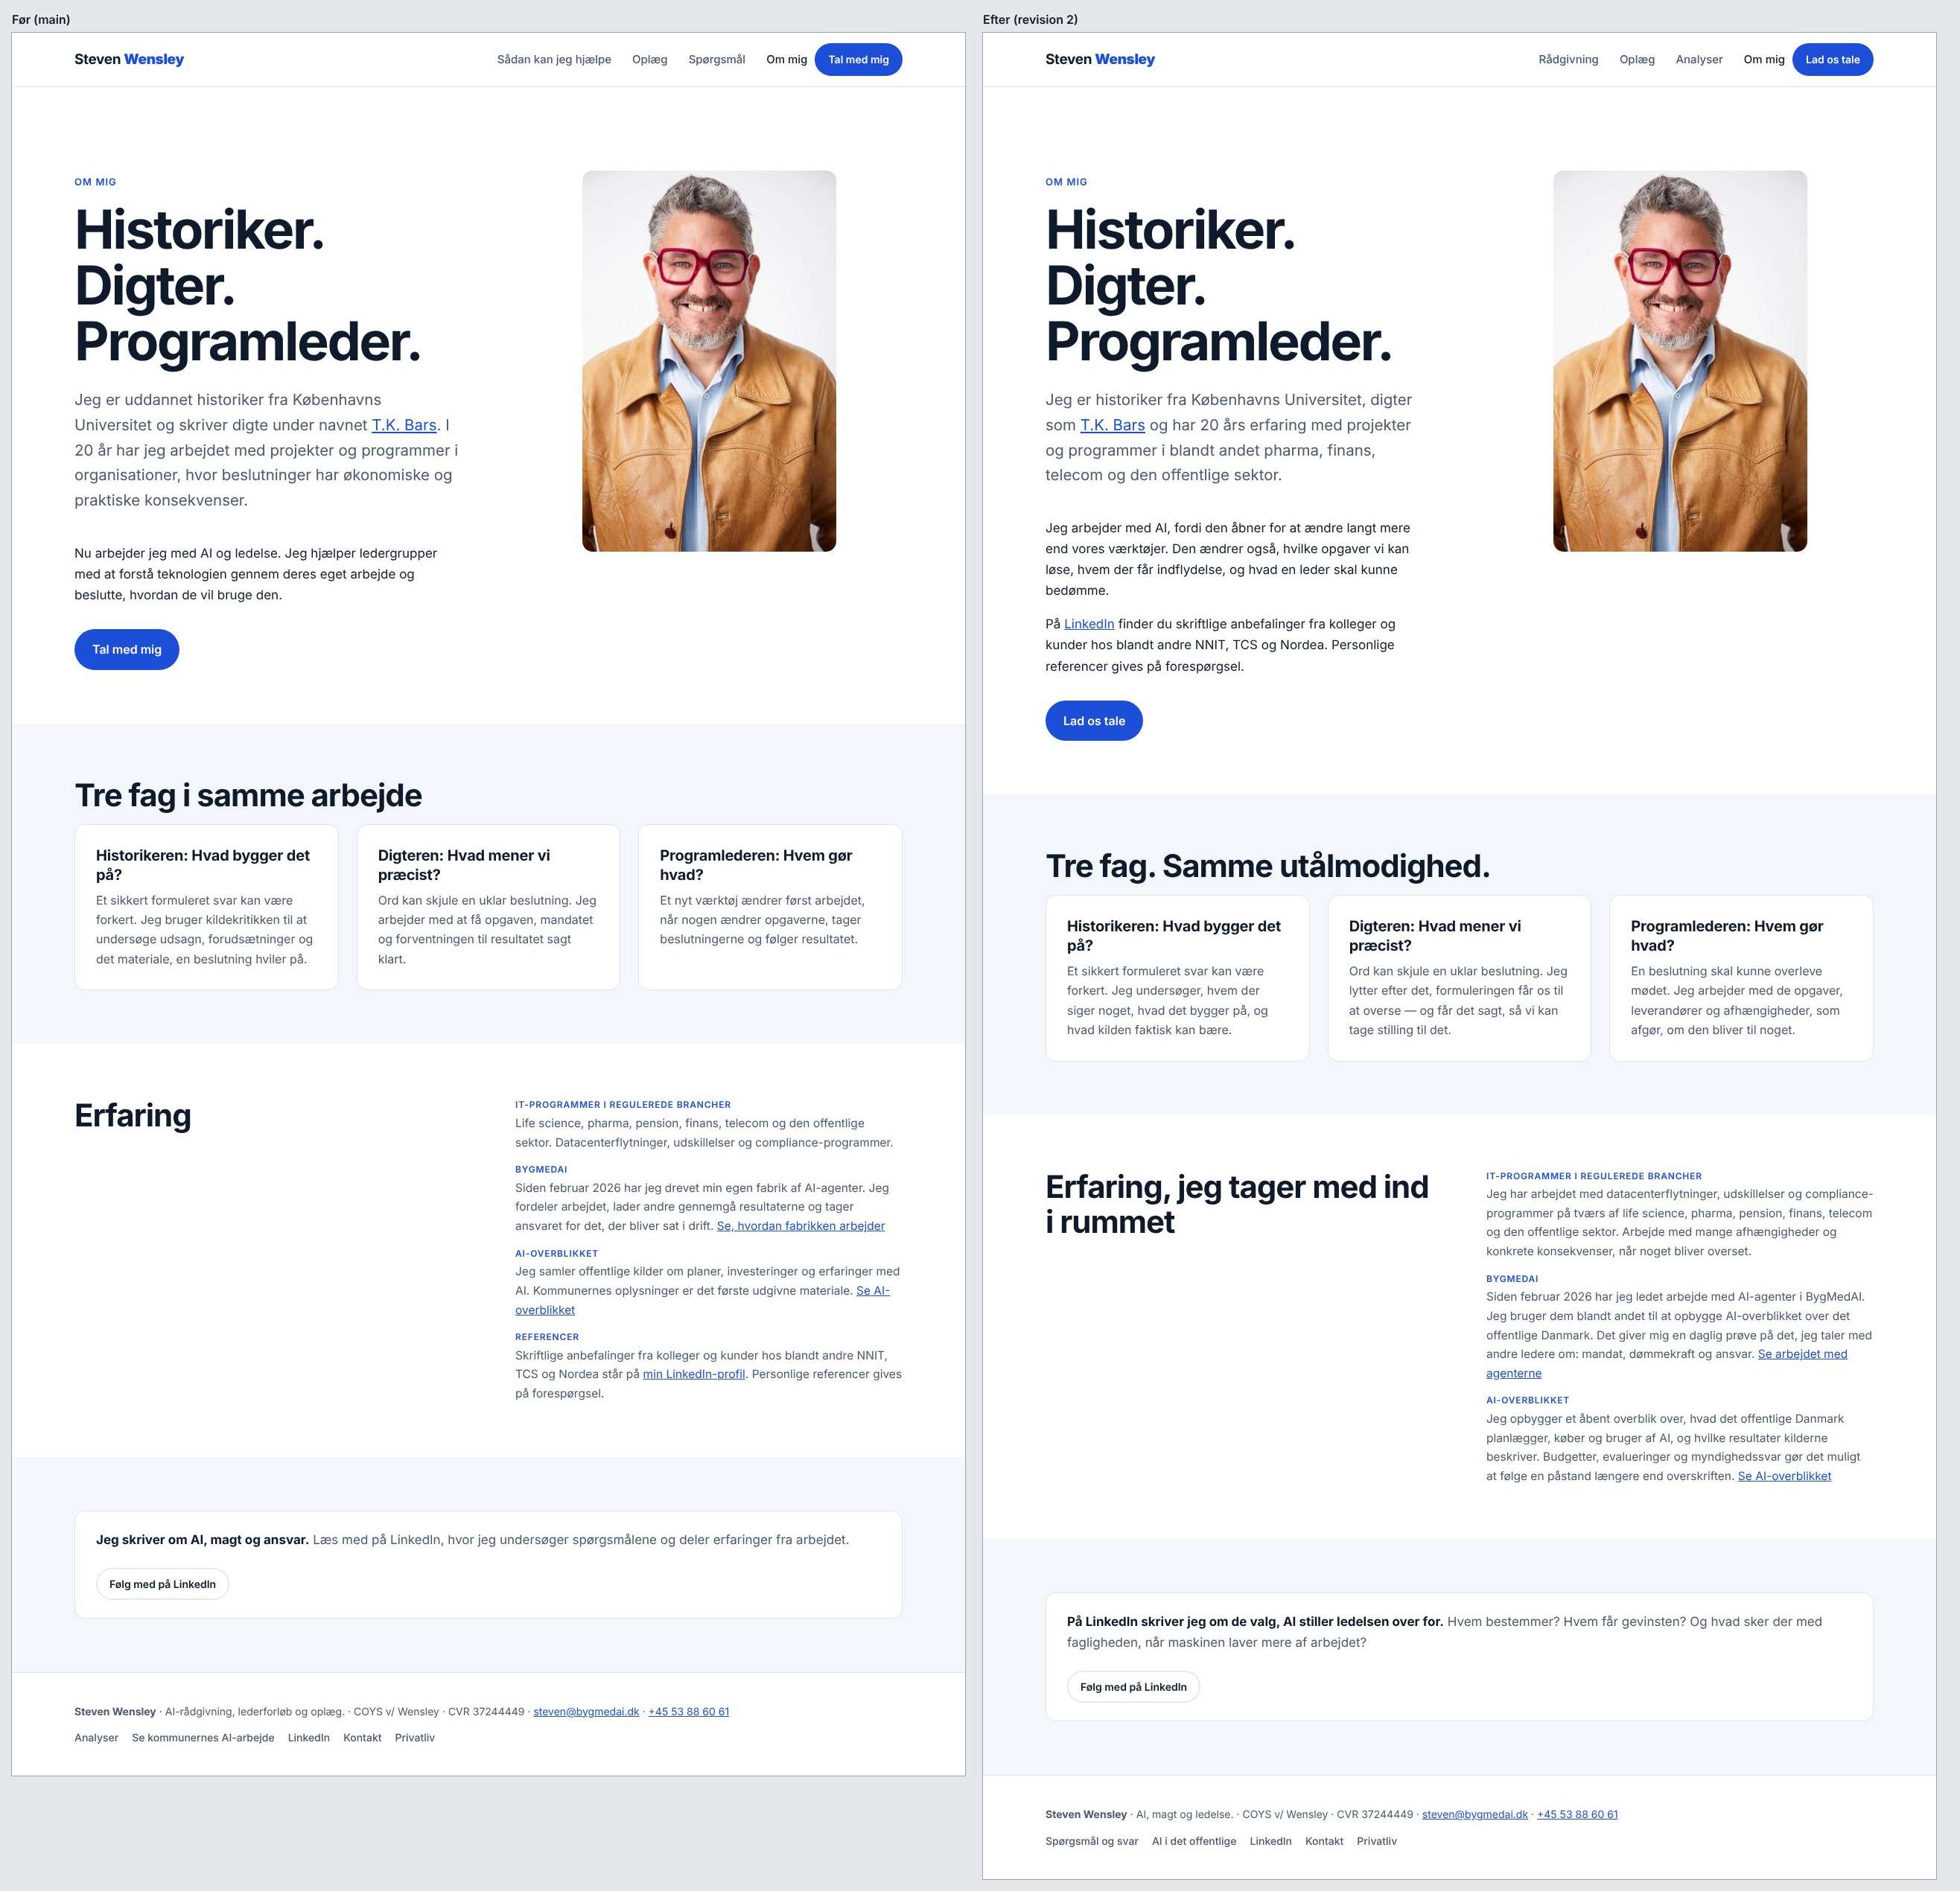 Før (main)
Steven Wensley
Sådan kan jeg hjælpe
Oplæg
Spørgsmål
Om mig
Tal med mig
OM MIG
Historiker.
Digter.
Programleder.
Jeg er uddannet historiker fra Københavns
Universitet og skriver digte under navnet T.K. Bars. I
20 år har jeg arbejdet med projekter og programmer i
organisationer, hvor beslutninger har økonomiske og
praktiske konsekvenser.
Nu arbejder jeg med AI og ledelse. Jeg hjælper ledergrupper
med at forstå teknologien gennem deres eget arbejde og
beslutte, hvordan de vil bruge den.
Tal med mig
Tre fag i samme arbejde
Historikeren: Hvad bygger det
på?
Et sikkert formuleret svar kan være
forkert. Jeg bruger kildekritikken til at
undersøge udsagn, forudsætninger og
det materiale, en beslutning hviler på.
Digteren: Hvad mener vi
præcist?
Ord kan skjule en uklar beslutning. Jeg
arbejder med at få opgaven, mandatet
og forventningen til resultatet sagt
klart.
Programlederen: Hvem gør
hvad?
Et nyt værktøj ændrer først arbejdet,
når nogen ændrer opgaverne, tager
beslutningerne og følger resultatet.
Erfaring
IT-PROGRAMMER I REGULEREDE BRANCHER
Life science, pharma, pension, finans, telecom og den offentlige
sektor. Datacenterflytninger, udskillelser og compliance-programmer.
BYGMEDAI
Siden februar 2026 har jeg drevet min egen fabrik af AI-agenter. Jeg
fordeler arbejdet, lader andre gennemgå resultaterne og tager
ansvaret for det, der bliver sat i drift. Se, hvordan fabrikken arbejder
AI-OVERBLIKKET
Jeg samler offentlige kilder om planer, investeringer og erfaringer med
AI. Kommunernes oplysninger er det første udgivne materiale. Se AI-
overblikket
REFERENCER
Skriftlige anbefalinger fra kolleger og kunder hos blandt andre NNIT,
TCS og Nordea står på min LinkedIn-profil. Personlige referencer gives
på forespørgsel.
Jeg skriver om AI, magt og ansvar. Læs med på LinkedIn, hvor jeg undersøger spørgsmålene og deler erfaringer fra arbejdet.
Følg med på LinkedIn
Steven Wensley · AI-rådgivning, lederforløb og oplæg. · COYS v/ Wensley · CVR 37244449 · steven@bygmedai.dk · +45 53 88 60 61
Analyser
Se kommunernes AI-arbejde
LinkedIn
Kontakt
Privatliv
Efter (revision 2)
Steven Wensley
Rådgivning
Oplæg
Analyser
Om mig
Lad os tale
OM MIG
Historiker.
Digter.
Programleder.
Jeg er historiker fra Københavns Universitet, digter
som T.K. Bars og har 20 års erfaring med projekter
og programmer i blandt andet pharma, finans,
telecom og den offentlige sektor.
Jeg arbejder med AI, fordi den åbner for at ændre langt mere
end vores værktøjer. Den ændrer også, hvilke opgaver vi kan
løse, hvem der får indflydelse, og hvad en leder skal kunne
bedømme.
På LinkedIn finder du skriftlige anbefalinger fra kolleger og
kunder hos blandt andre NNIT, TCS og Nordea. Personlige
referencer gives på forespørgsel.
Lad os tale
Tre fag. Samme utålmodighed.
Historikeren: Hvad bygger det
på?
Et sikkert formuleret svar kan være
forkert. Jeg undersøger, hvem der
siger noget, hvad det bygger på, og
hvad kilden faktisk kan bære.
Digteren: Hvad mener vi
præcist?
Ord kan skjule en uklar beslutning. Jeg
lytter efter det, formuleringen får os til
at overse — og får det sagt, så vi kan
tage stilling til det.
Programlederen: Hvem gør
hvad?
En beslutning skal kunne overleve
mødet. Jeg arbejder med de opgaver,
leverandører og afhængigheder, som
afgør, om den bliver til noget.
Erfaring, jeg tager med ind
i rummet
IT-PROGRAMMER I REGULEREDE BRANCHER
Jeg har arbejdet med datacenterflytninger, udskillelser og compliance-
programmer på tværs af life science, pharma, pension, finans, telecom
og den offentlige sektor. Arbejde med mange afhængigheder og
konkrete konsekvenser, når noget bliver overset.
BYGMEDAI
Siden februar 2026 har jeg ledet arbejde med AI-agenter i BygMedAI.
Jeg bruger dem blandt andet til at opbygge AI-overblikket over det
offentlige Danmark. Det giver mig en daglig prøve på det, jeg taler med
andre ledere om: mandat, dømmekraft og ansvar. Se arbejdet med
agenterne
AI-OVERBLIKKET
Jeg opbygger et åbent overblik over, hvad det offentlige Danmark
planlægger, køber og bruger af AI, og hvilke resultater kilderne
beskriver. Budgetter, evalueringer og myndighedssvar gør det muligt
at følge en påstand længere end overskriften. Se AI-overblikket
På LinkedIn skriver jeg om de valg, AI stiller ledelsen over for. Hvem bestemmer? Hvem får gevinsten? Og hvad sker der med
fagligheden, når maskinen laver mere af arbejdet?
Følg med på LinkedIn
Steven Wensley · AI, magt og ledelse. · COYS v/ Wensley · CVR 37244449 · steven@bygmedai.dk · +45 53 88 60 61
Spørgsmål og svar
AI i det offentlige
LinkedIn
Kontakt
Privatliv